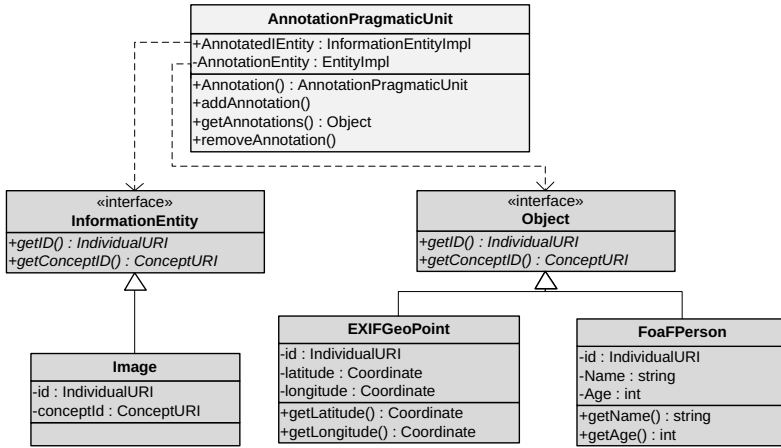 AnnotationPragmaticUnit
+AnnotatedIEntity : InformationEntityImpl
-AnnotationEntity : EntityImpl
+Annotation() : AnnotationPragmaticUnit
+addAnnotation()
+getAnnotations() : Object
+removeAnnotation()
«interface»
InformationEntity
+getID() : IndividualURI
+getConceptID() : ConceptURI
«interface»
Object
+getID() : IndividualURI
+getConceptID() : ConceptURI
Image
-id : IndividualURI
-conceptId : ConceptURI
EXIFGeoPoint
-id : IndividualURI
-latitude : Coordinate
-longitude : Coordinate
+getLatitude() : Coordinate
+getLongitude() : Coordinate
FoaFPerson
-id : IndividualURI
-Name : string
-Age : int
+getName() : string
+getAge() : int